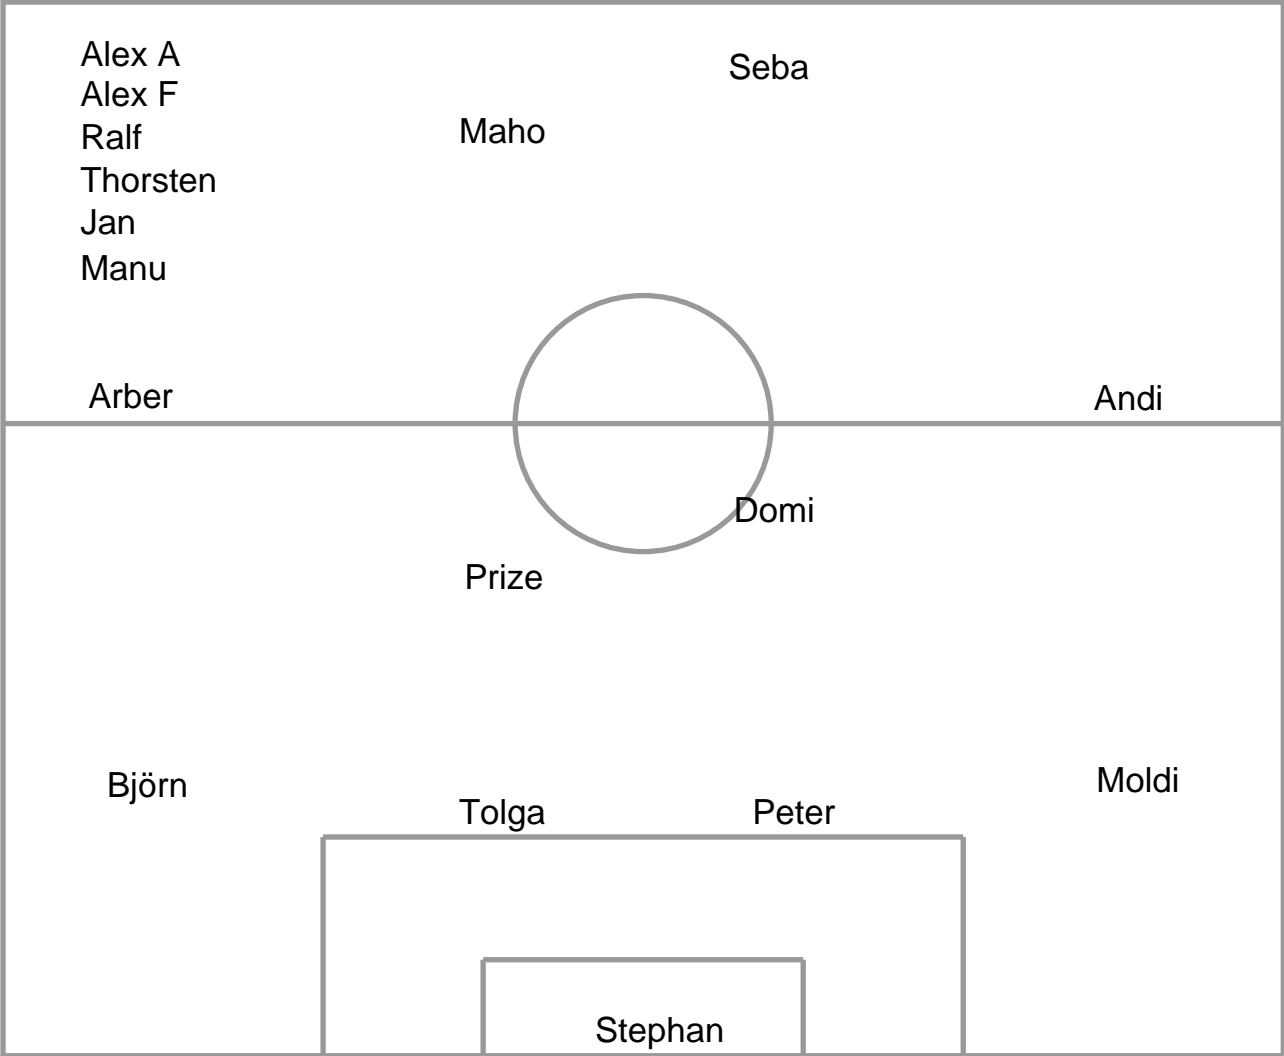 Alex A
Seba
Alex F
Maho
Ralf
Thorsten
Jan
Manu
Arber
Andi
Domi
Prize
Björn
Moldi
Tolga
Peter
Stephan